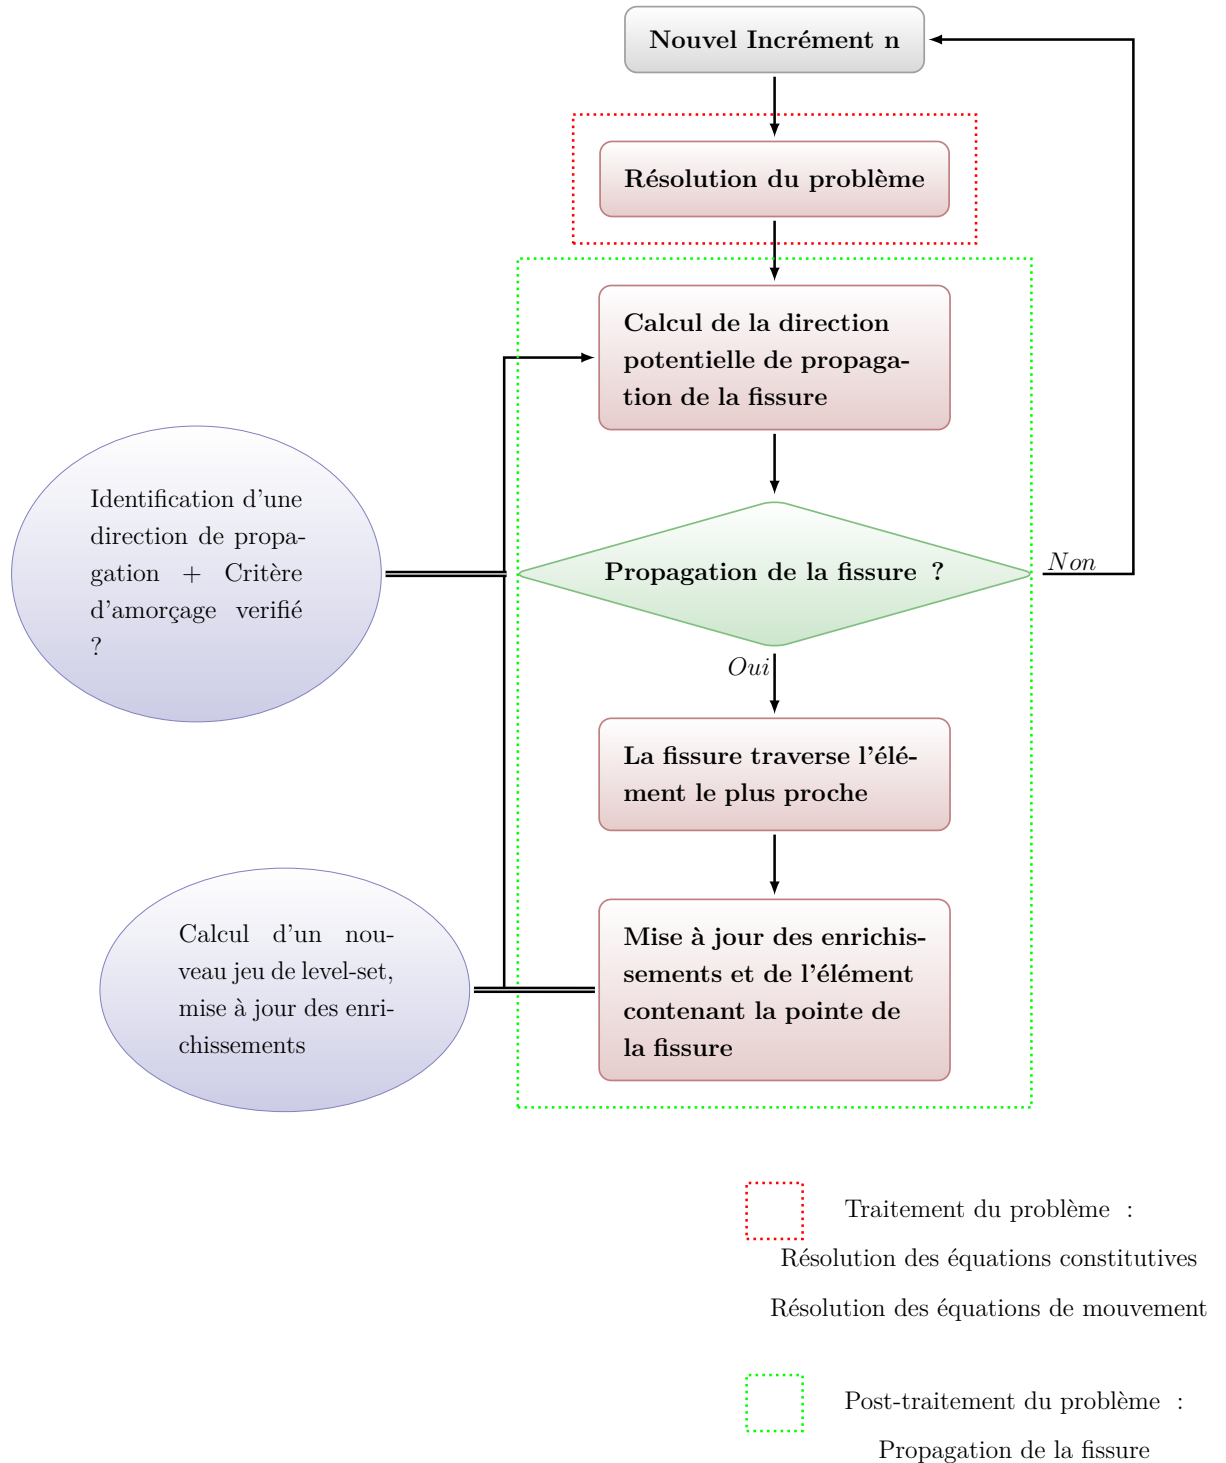 Nouvel Incrément n
Résolution du problème
Calcul de la direction
potentielle de propaga-
tion de la fissure
Identification d'une
direction de propa-
gation + Critère
d'amorçage verifié
?
Propagation de la fissure ?
Non
Oui
La fissure traverse l'élé-
ment le plus proche
Calcul d'un nou-
veau jeu de level-set,
mise à jour des enri-
chissements
Mise à jour des enrichis-
sements et de l'élément
contenant la pointe de
la fissure
Traitement du problème :
Résolution des équations constitutives
Résolution des équations de mouvement
Post-traitement du problème :
Propagation de la fissure